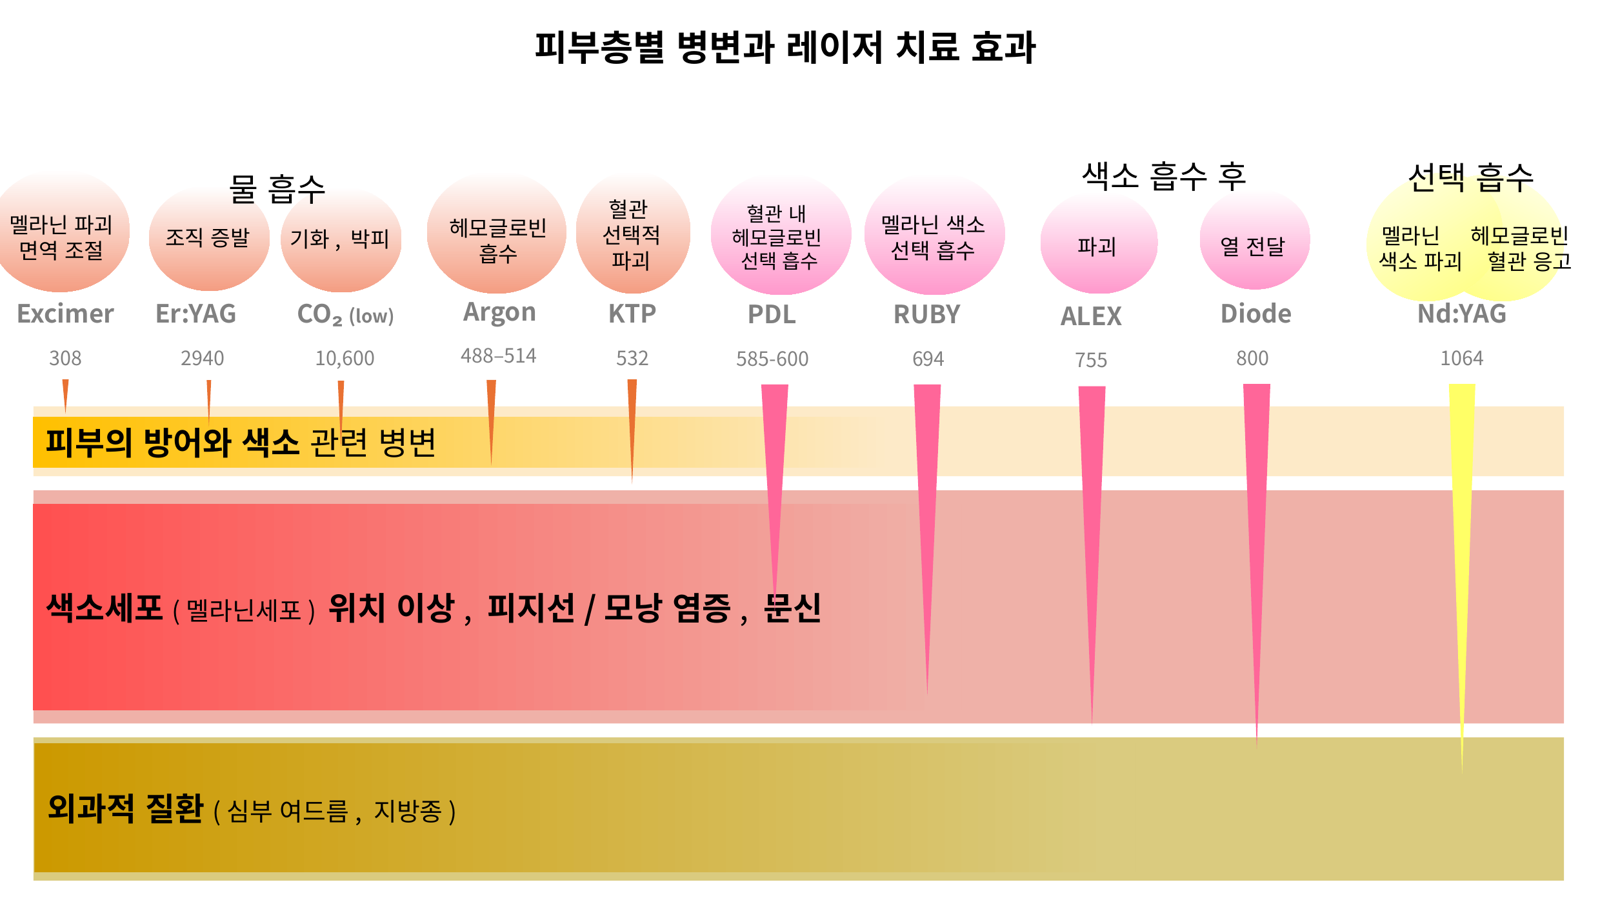 피부층별 병변과 레이저 치료 효과
물 흡수
색소 흡수 후
선택 흡수
멜라닌 파괴
면역 조절
조직 증발
기화 , 박피
헤모글로빈
흡수
혈관
선택적
파괴
혈관 내
헤모글로빈
선택 흡수
멜라닌 색소
선택 흡수
파괴
열 전달
멜라닌
색소 파괴
헤모글로빈
혈관 응고
Excimer
Er:YAG
CO₂ (low)
Argon
KTP
PDL
RUBY
ALEX
Diode
Nd:YAG
308
2940
10,600
488–514
532
585-600
694
755
800
1064
피부의 방어와 색소 관련 병변
색소세포 ( 멜라닌세포 ) 위치 이상 , 피지선 / 모낭 염증 , 문신
외과적 질환 ( 심부 여드름 , 지방종 )